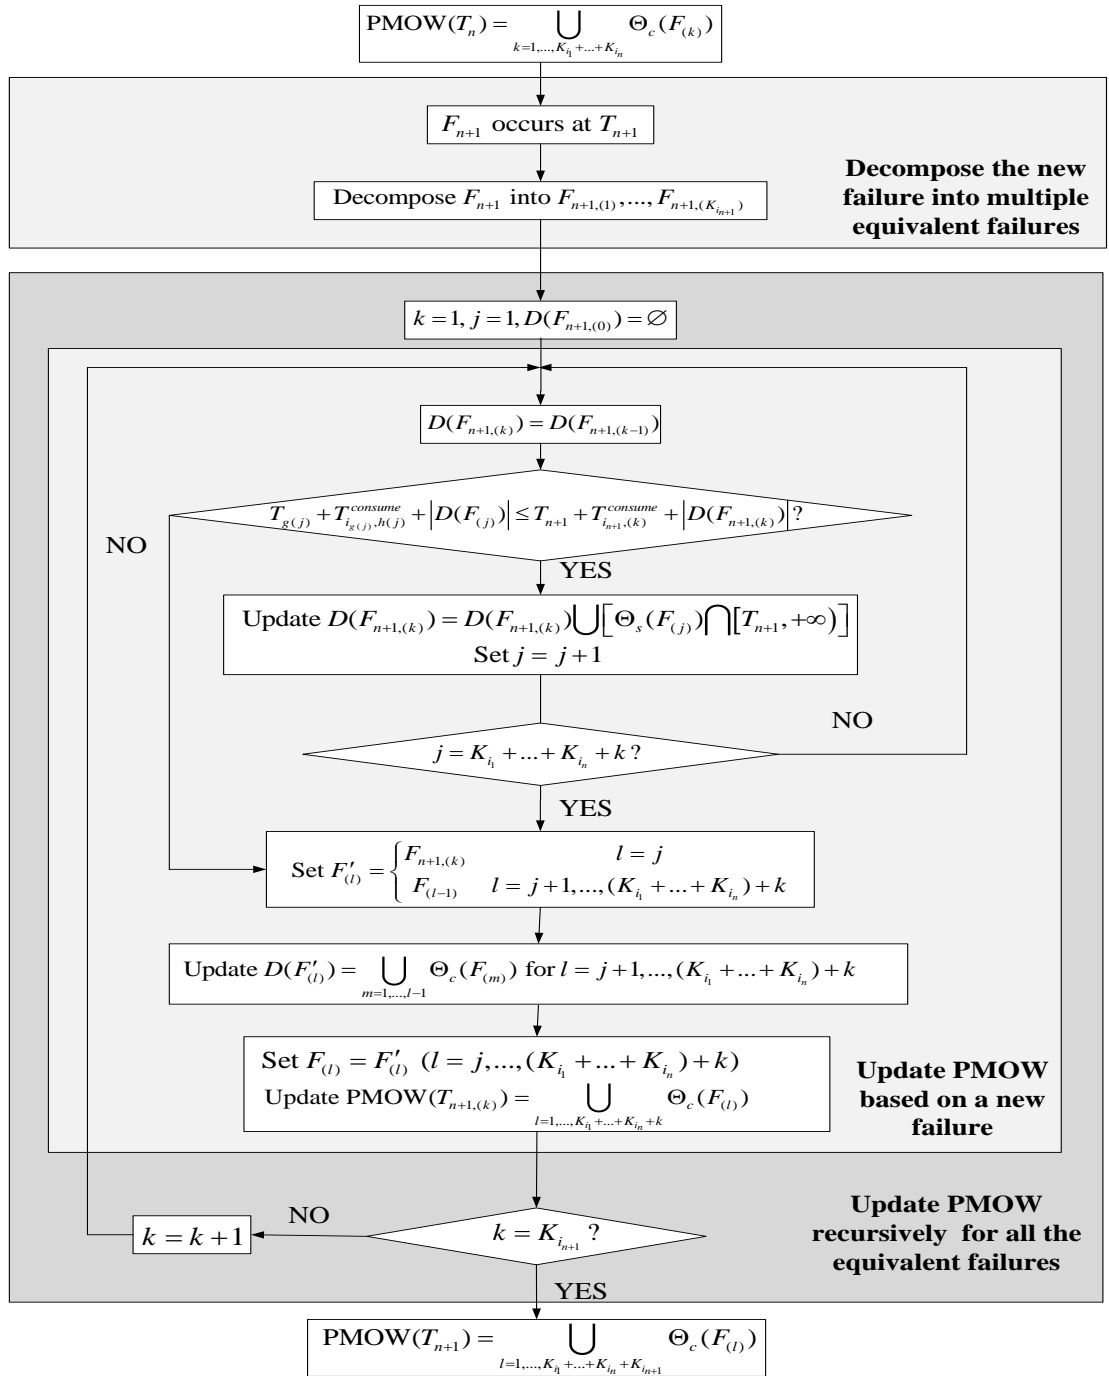 PMOW(T_n) = ⋃_{k=1,...,K_{i_1}+...+K_{i_n}} Θ_c(F_{(k)})
F_{n+1} occurs at T_{n+1}
Decompose F_{n+1} into F_{n+1,(1)},..., F_{n+1,(K_{i_{n+1}})}
Decompose the new
failure into multiple
equivalent failures
k = 1, j = 1, D(F_{n+1,(0)}) = ∅
D(F_{n+1,(k)}) = D(F_{n+1,(k-1)})
T_{g(j)} + T^{consume}_{i_{g(j)},h(j)} + |D(F_{(j)})| ≤ T_{n+1} + T^{consume}_{i_{n+1},(k)} + |D(F_{n+1,(k)})| ?
NO
YES
Update D(F_{n+1,(k)}) = D(F_{n+1,(k)}) ⋃ [Θ_s(F_{(j)}) ⋂ [T_{n+1}, +∞)]
Set j = j+1
NO
j = K_{i_1} + ... + K_{i_n} + k ?
YES
Set F'_{(l)} = { F_{n+1,(k)} l = j
F_{(l-1)} l = j+1,...,(K_{i_1} + ... + K_{i_n}) + k
Update D(F'_{(l)}) = ⋃_{m=1,...,l-1} Θ_c(F_{(m)}) for l = j+1,...,(K_{i_1} + ... + K_{i_n}) + k
Set F_{(l)} = F'_{(l)} (l = j,...,(K_{i_1} + ... + K_{i_n}) + k)
Update PMOW(T_{n+1,(k)}) = ⋃_{l=1,...,K_{i_1}+...+K_{i_n}+k} Θ_c(F_{(l)})
Update PMOW
based on a new
failure
k = k+1
NO
k = K_{i_{n+1}} ?
Update PMOW
recursively for all the
equivalent failures
YES
PMOW(T_{n+1}) = ⋃_{l=1,...,K_{i_1}+...+K_{i_n}+K_{i_{n+1}}} Θ_c(F_{(l)})